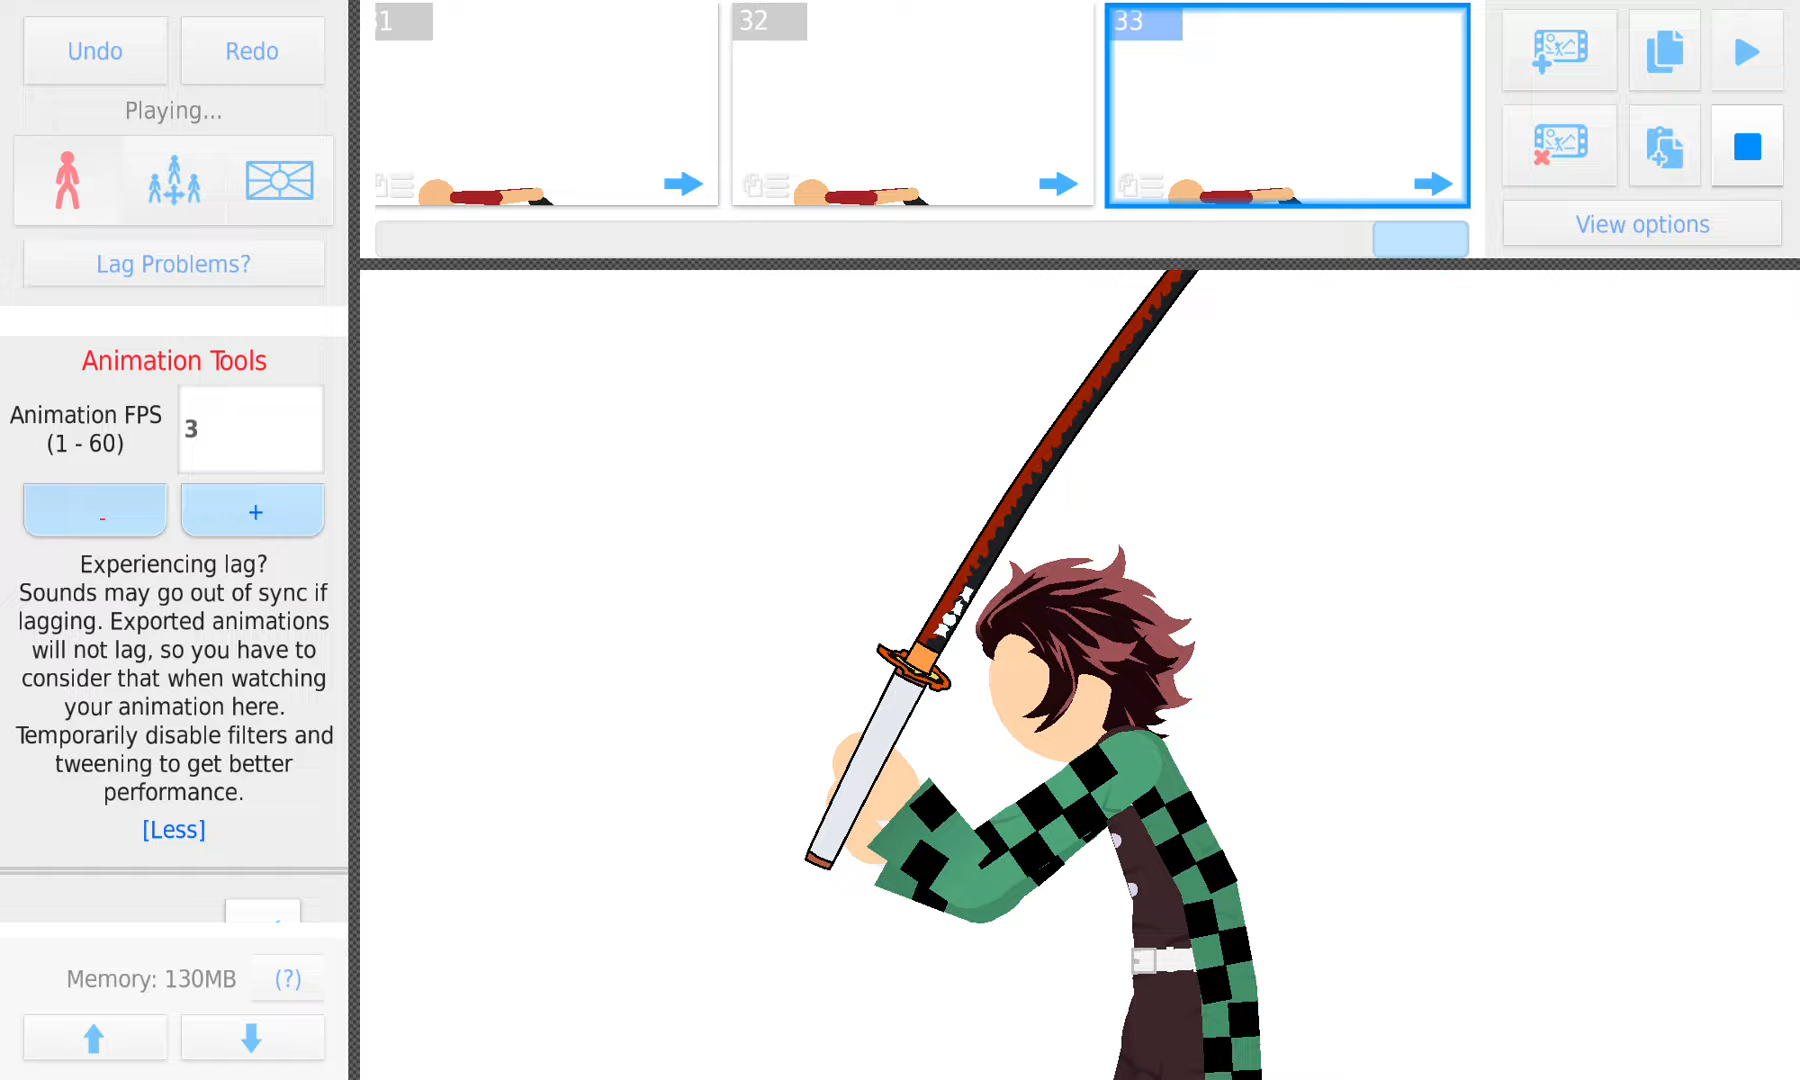 Undo
Redo
Playing...
Lag Problems?
Animation Tools
Animation FPS
(1 - 60)
3
-
+
Experiencing lag?
Sounds may go out of sync if
lagging. Exported animations
will not lag, so you have to
consider that when watching
your animation here.
Temporarily disable filters and
tweening to get better
performance.
[Less]
Memory: 130MB
(?)
1
32
33
View options